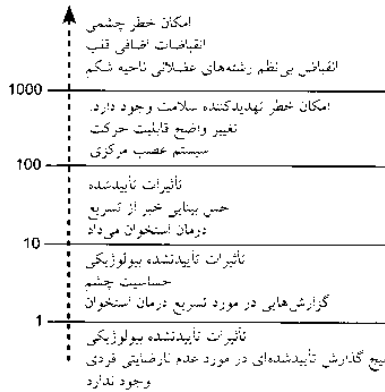 امکان خطر چشمی
انقباضات اضافی قلب
انقباض بی‌نظم رشته‌های عضلانی ناحیه شکم
1000
امکان خطر تهدیدکننده سلامت وجود دارد.
تغییر واضح قابلیت حرکت
سیستم عصب مرکزی
100
تأثیرات تأییدشده
حس بینایی خبر از تسریع
درمان استخوان می‌داد
10
تأثیرات تأییدنشده بیولوژیکی
حساسیت چشم
گزارش‌هایی در مورد تسریع درمان استخوان
1
تأثیرات تأییدنشده بیولوژیکی
هیچ گذارش تأییدشده‌ای در مورد عدم نارضایتی فردی
وجود ندارد